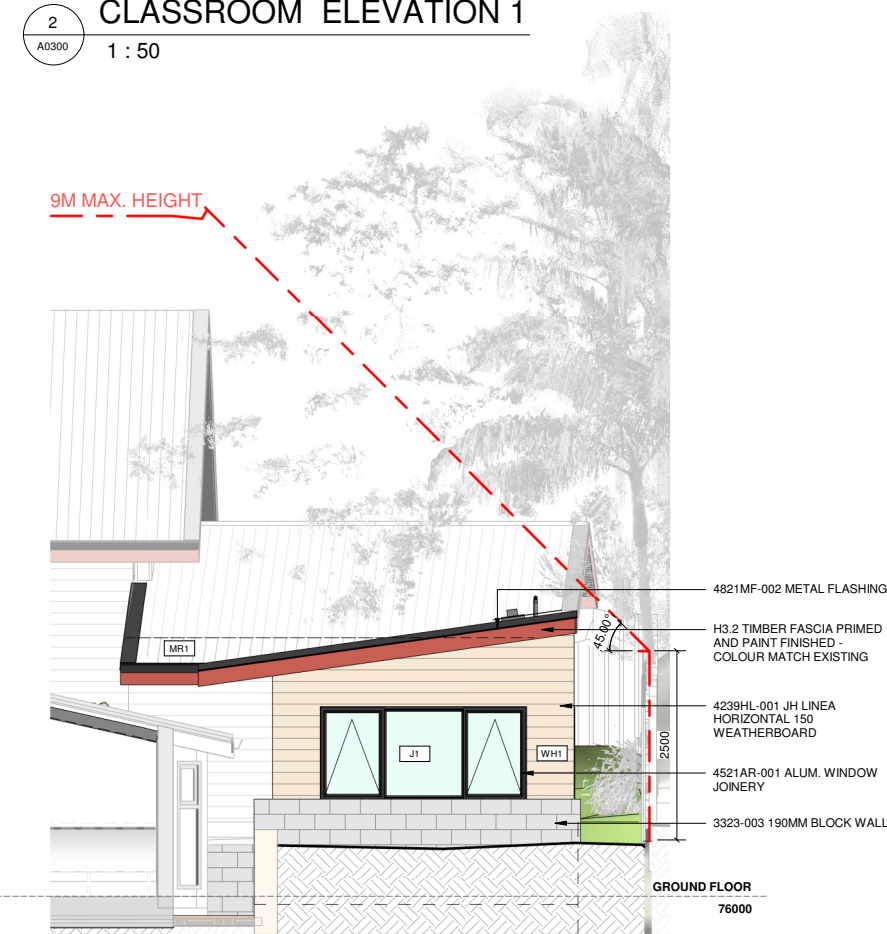 2
A0300
CLASSROOM ELEVATION 1
1 : 50
9M MAX. HEIGHT
4821MF-002 METAL FLASHING
45.00°
H3.2 TIMBER FASCIA PRIMED
AND PAINT FINISHED -
COLOUR MATCH EXISTING
MR1
4239HL-001 JH LINEA
HORIZONTAL 150
WEATHERBOARD
2500
J1
WH1
4521AR-001 ALUM. WINDOW
JOINERY
3323-003 190MM BLOCK WALL
GROUND FLOOR
76000